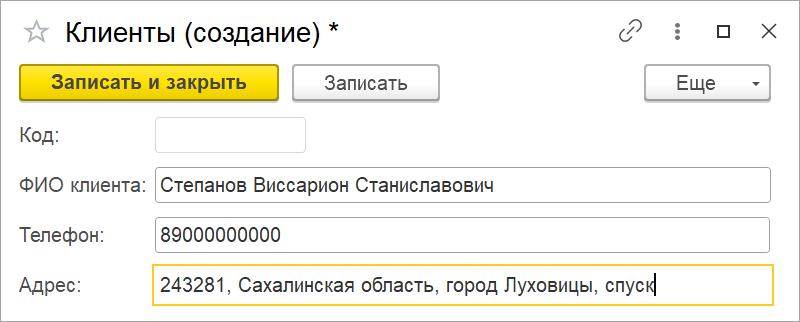 Клиенты (создание) *
Записать и закрыть Записать Еще
Код:
ФИО клиента: Степанов Виссарион Станиславович
Телефон: 89000000000
Адрес: 243281, Сахалинская область, город Луховицы, спуск